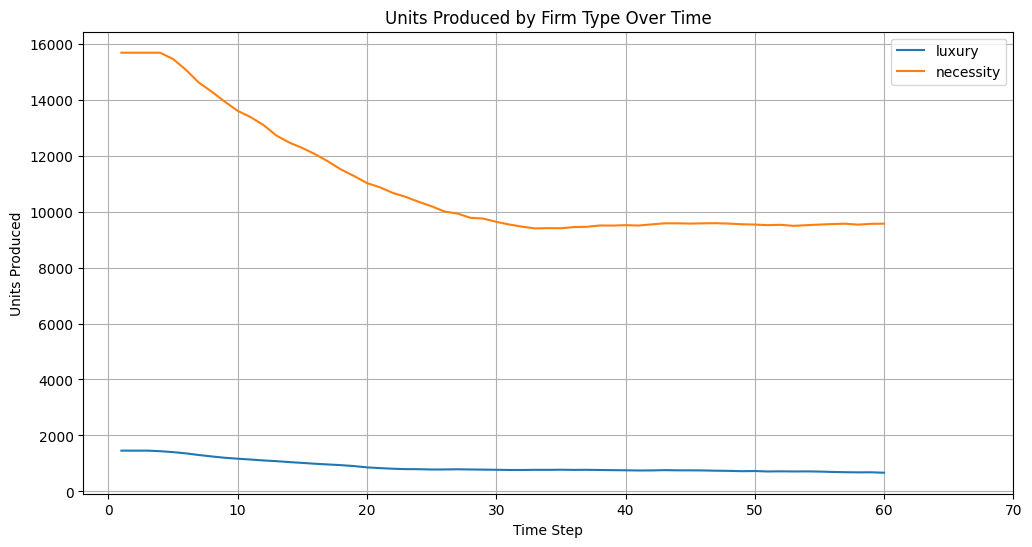 Units Produced by Firm Type Over Time
luxury
necessity
16000
14000
12000
10000
8000
6000
4000
2000
0
Units Produced
0 10 20 30 40 50 60 70
Time Step